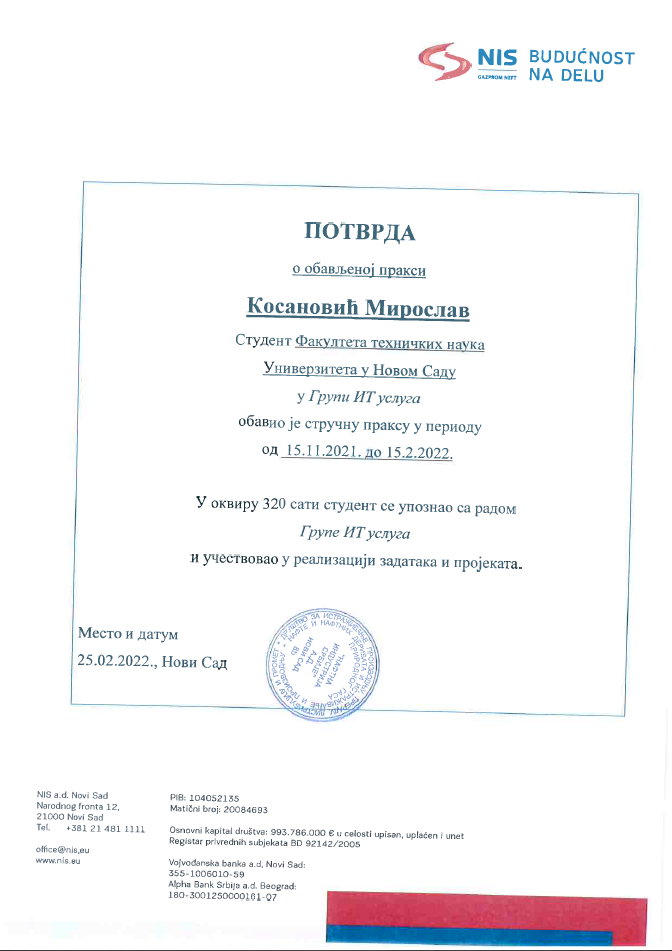 NIS
GAZPROM NEFT
BUDUĆNOST
NA DELU
ПОТВРДА
о обављеној пракси
Косановић Мирослав
Студент Факултета техничких наука
Универзитета у Новом Саду
у Групи ИТ услуга
обавио је стручну праксу у периоду
од 15.11.2021. до 15.2.2022.
У оквиру 320 сати студент се упознао са радом
Групе ИТ услуга
и учествовао у реализацији задатака и пројеката.
Место и датум
25.02.2022., Нови Сад
"НАФТНА
ИНДУСТРИЈА
СРБИЈЕ"
А.Д.
НОВИ САД
NIS a.d. Novi Sad
Narodnog fronta 12,
21000 Novi Sad
Tel. +381 21 481 1111
office@nis.eu
www.nis.eu
PIB: 104052135
Matični broj: 20084693
Osnovni kapital društva: 993.786.000 € u celosti upisan, uplaćen i unet
Registar privrednih subjekata BD 92142/2005
Vojvođanska banka a.d, Novi Sad:
355-1006010-59
Alpha Bank Srbija a.d. Beograd:
180-3001250000161-07